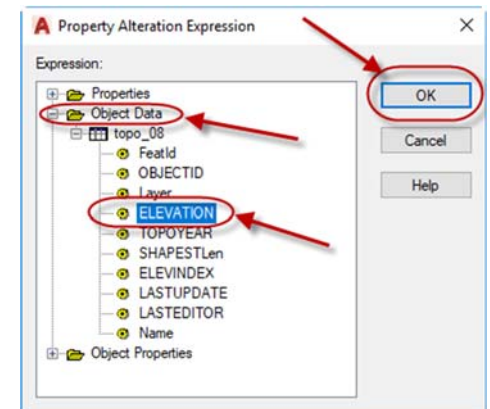 Property Alteration Expression
Expression:
Properties
Object Data
topo_08
FeatId
OBJECTID
Layer
ELEVATION
TOPOYEAR
SHAPESTLen
ELEVINDEX
LASTUPDATE
LASTEDITOR
Name
Object Properties
OK
Cancel
Help